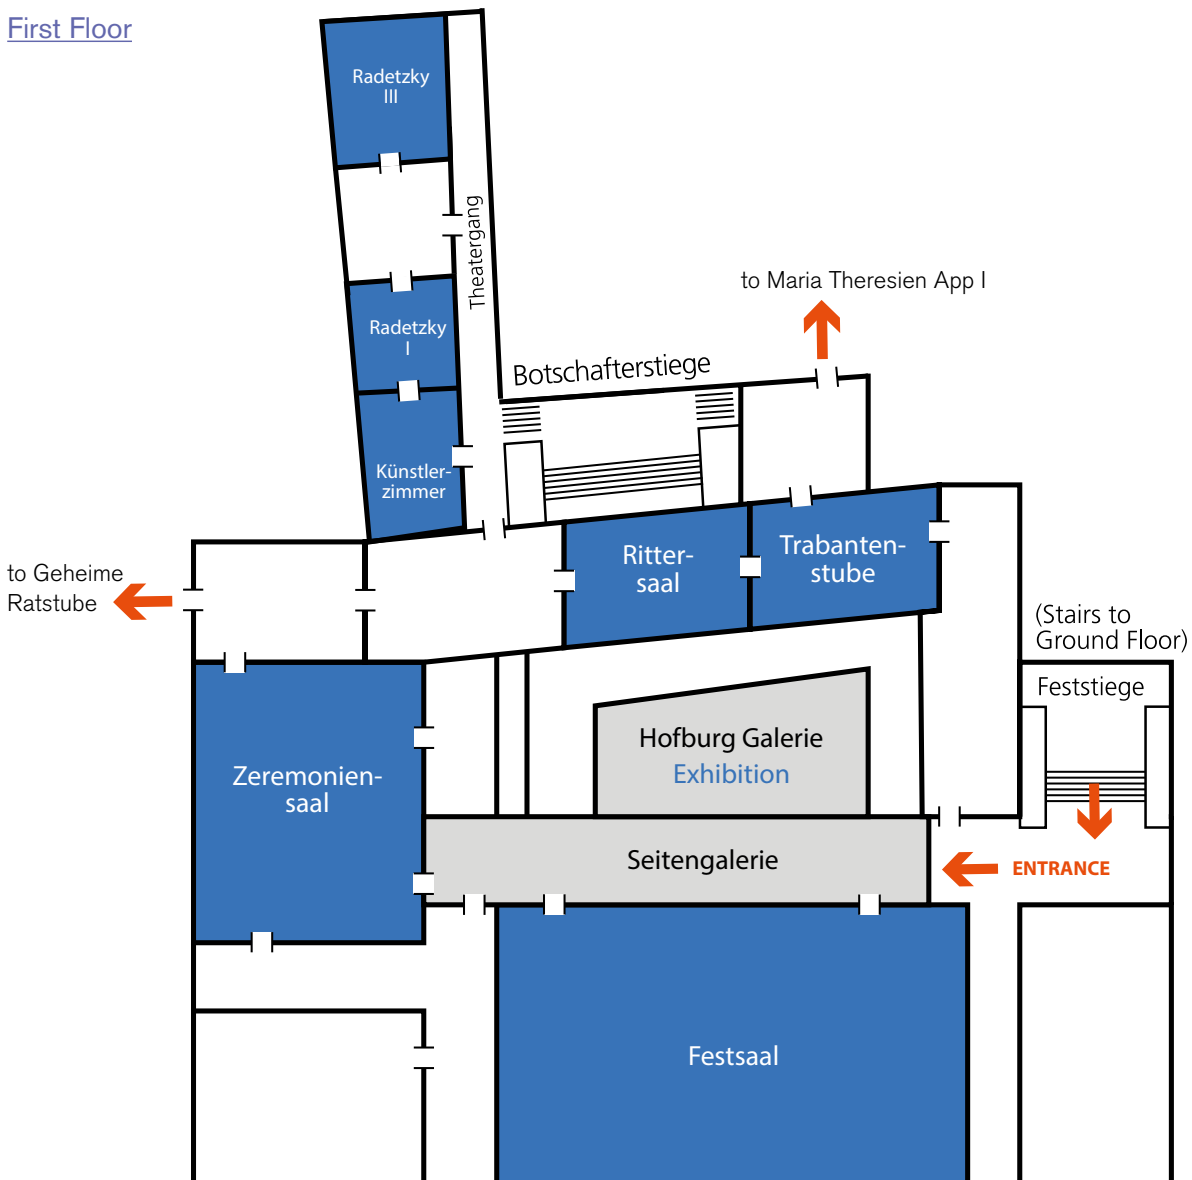 First Floor
Radetzky
III
Theatergang
to Maria Theresien App I
Radetzky
I
Botschafterstiege
Künstler-
zimmer
Ritter-
saal
Trabanten-
stube
to Geheime
Ratstube
(Stairs to
Ground Floor)
Feststiege
Hofburg Galerie
Exhibition
Zeremonien-
saal
Seitengalerie
ENTRANCE
Festsaal